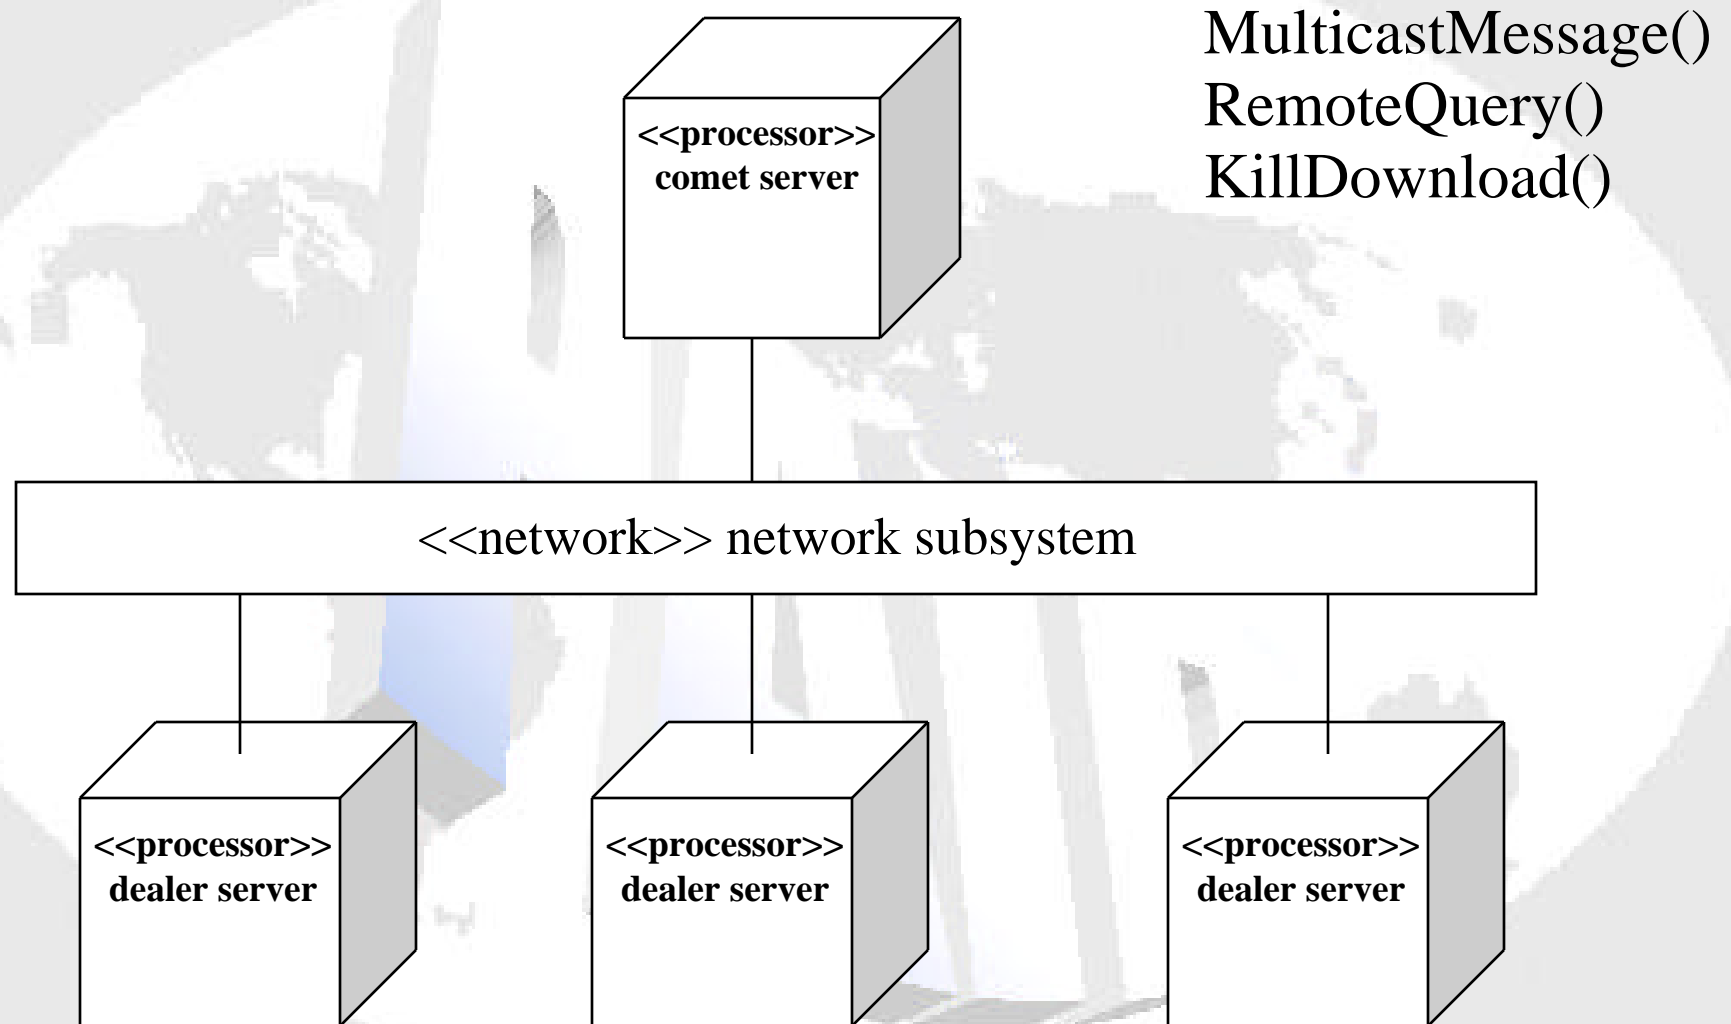 MulticastMessage()
RemoteQuery()
KillDownload()
<<processor>>
comet server
<<network>> network subsystem
<<processor>>
dealer server
<<processor>>
dealer server
<<processor>>
dealer server